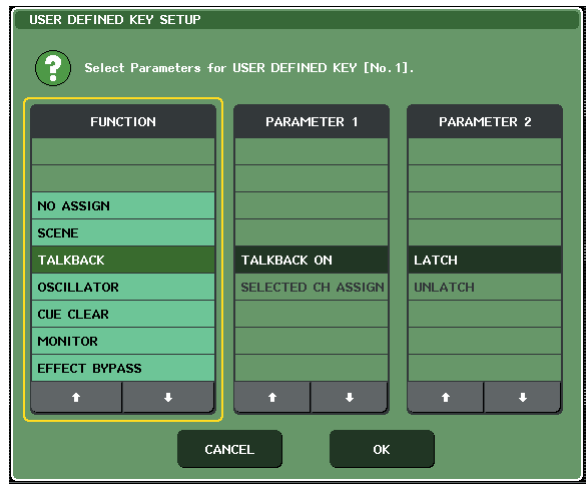 USER DEFINED KEY SETUP
?
Select Parameters for USER DEFINED KEY [No.1].
FUNCTION
NO ASSIGN
SCENE
TALKBACK
OSCILLATOR
CUE CLEAR
MONITOR
EFFECT BYPASS
PARAMETER 1
TALKBACK ON
SELECTED CH ASSIGN
PARAMETER 2
LATCH
UNLATCH
CANCEL
OK